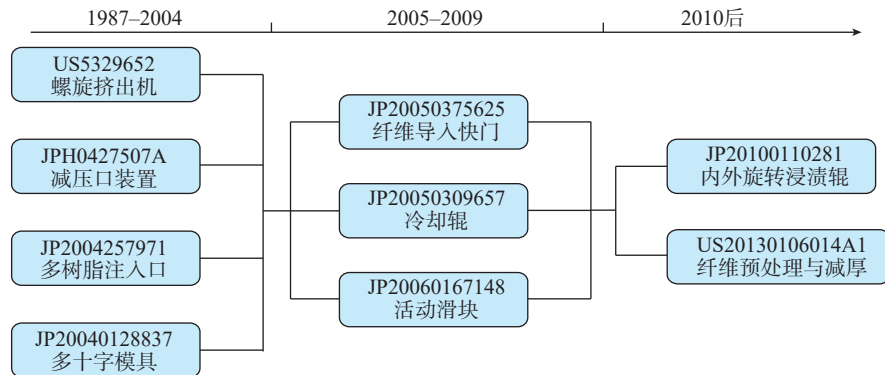 1987–2004
2005–2009
2010后
US5329652
螺旋挤出机
JPH0427507A
减压口装置
JP2004257971
多树脂注入口
JP20040128837
多十字模具
JP20050375625
纤维导入快门
JP20050309657
冷却辊
JP20060167148
活动滑块
JP20100110281
内外旋转浸渍辊
US20130106014A1
纤维预处理与减厚